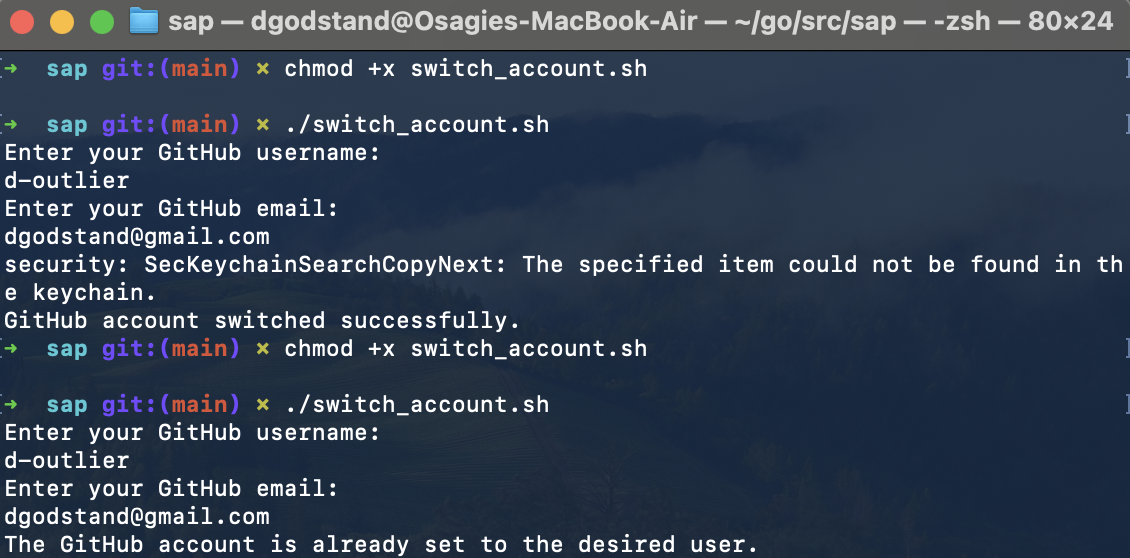 sap — dgodstand@Osagies-MacBook-Air — ~/go/src/sap — -zsh — 80×24
[➜  sap git:(main) × chmod +x switch_account.sh ]
[➜  sap git:(main) × ./switch_account.sh ]
Enter your GitHub username:
d-outlier
Enter your GitHub email:
dgodstand@gmail.com
security: SecKeychainSearchCopyNext: The specified item could not be found in th
e keychain.
GitHub account switched successfully.
[➜  sap git:(main) × chmod +x switch_account.sh ]
[➜  sap git:(main) × ./switch_account.sh ]
Enter your GitHub username:
d-outlier
Enter your GitHub email:
dgodstand@gmail.com
The GitHub account is already set to the desired user.